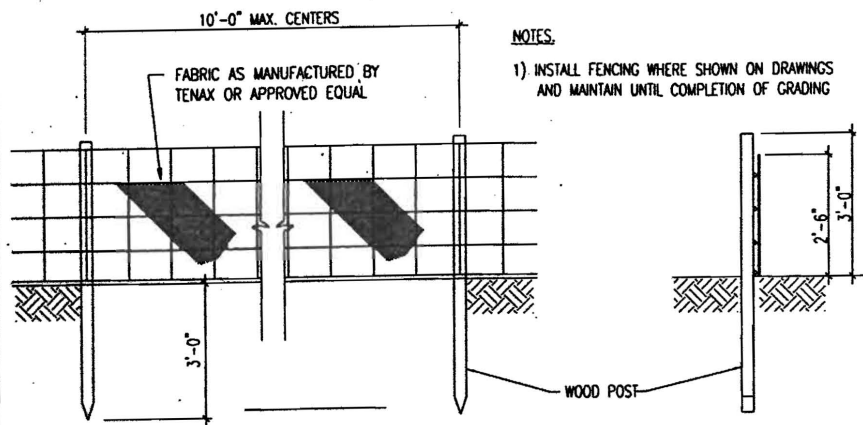 10'-0" MAX. CENTERS
NOTES.
1) INSTALL FENCING WHERE SHOWN ON DRAWINGS
AND MAINTAIN UNTIL COMPLETION OF GRADING
FABRIC AS MANUFACTURED BY
TENAX OR APPROVED EQUAL
2'-6"
3'-0"
3'-0"
WOOD POST